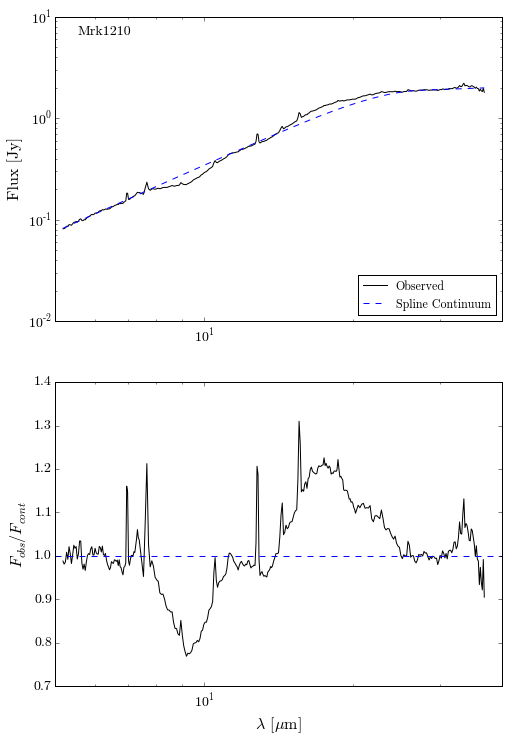 Mrk1210
Flux [Jy]
10^1
10^0
10^-1
10^-2
10^1
Observed
Spline Continuum
F_obs/F_cont
1.4
1.3
1.2
1.1
1.0
0.9
0.8
0.7
10^1
λ [μm]